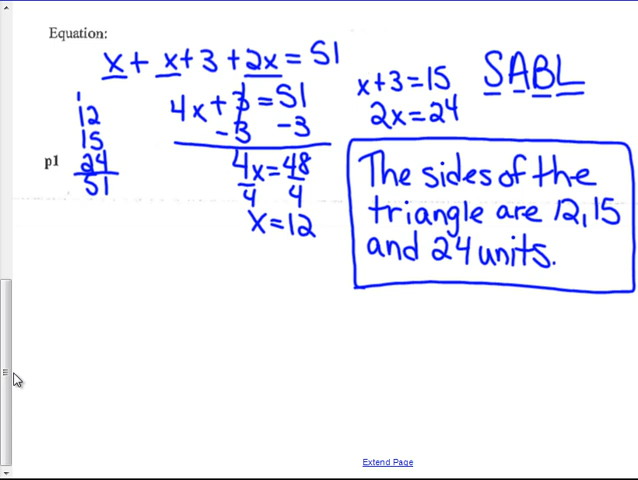 Equation:
x + x + 3 + 2x = 51
4x + 3 = 51
- 3 - 3
4x = 48
4 4
x = 12
1
12
15
24
51
p1
x + 3 = 15
2x = 24
SABL
The sides of the
triangle are 12, 15
and 24 units.
Extend Page